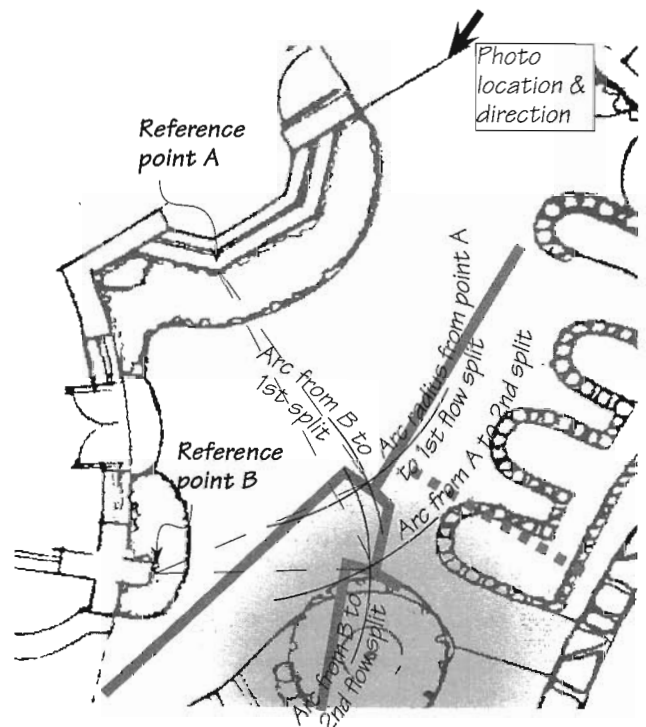 Photo
location &
direction
Reference
point A
Arc from B to
1st split
Arc radius from point A
to 1st flow split
Arc from A to 2nd split
Reference
point B
Arc from B to
2nd flow split